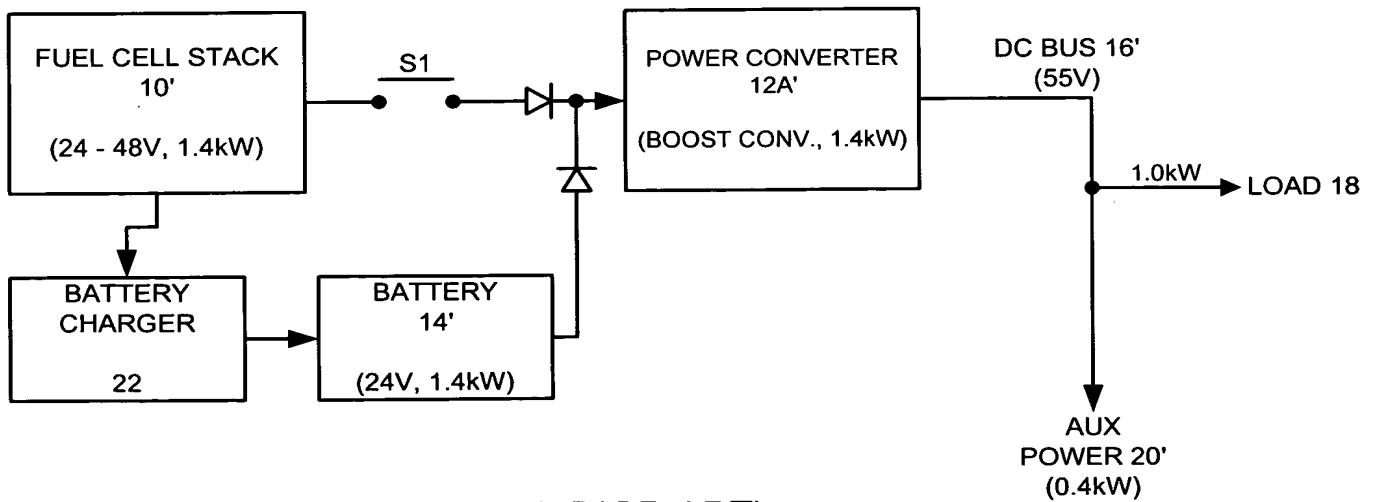 FUEL CELL STACK
10'
(24 - 48V, 1.4kW)
S1
POWER CONVERTER
12A'
(BOOST CONV., 1.4kW)
DC BUS 16'
(55V)
1.0kW
LOAD 18
BATTERY
CHARGER
22
BATTERY
14'
(24V, 1.4kW)
AUX
POWER 20'
(0.4kW)